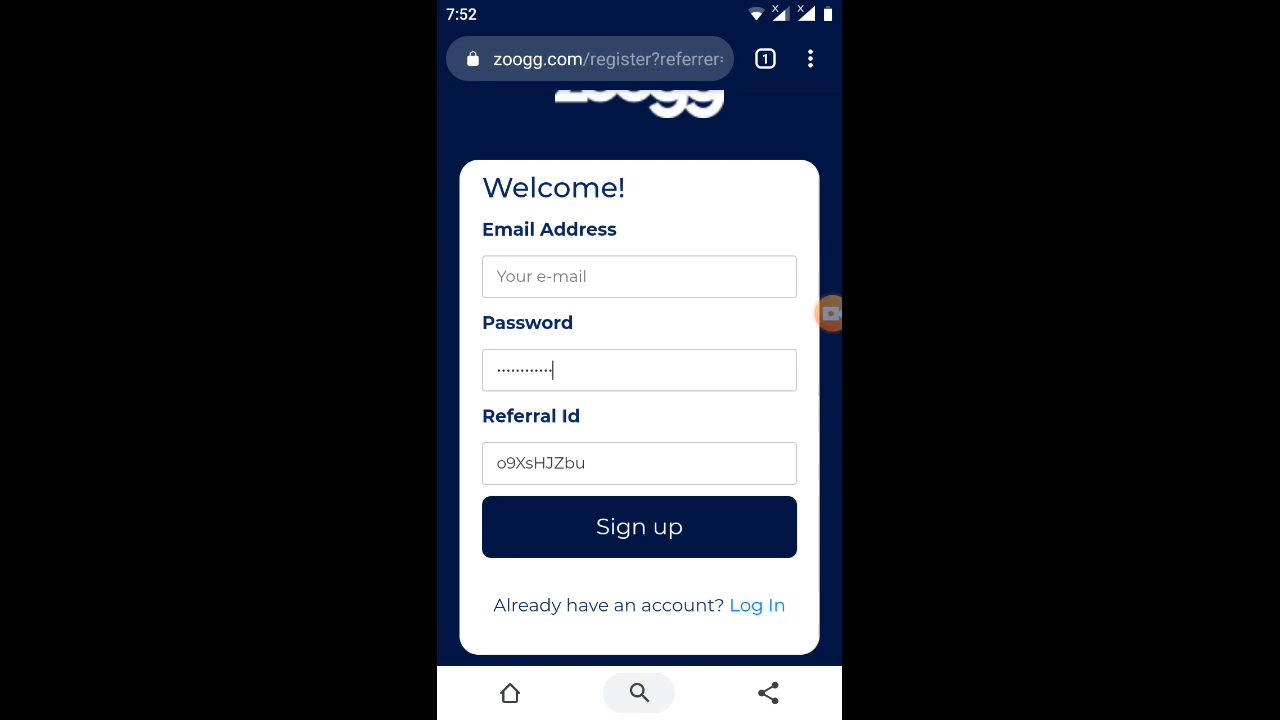 7:52
zoogg.com/register?referrer=
1
zoogg
Welcome!
Email Address
Your e-mail
Password
············
Referral Id
o9XsHJZbu
Sign up
Already have an account? Log In